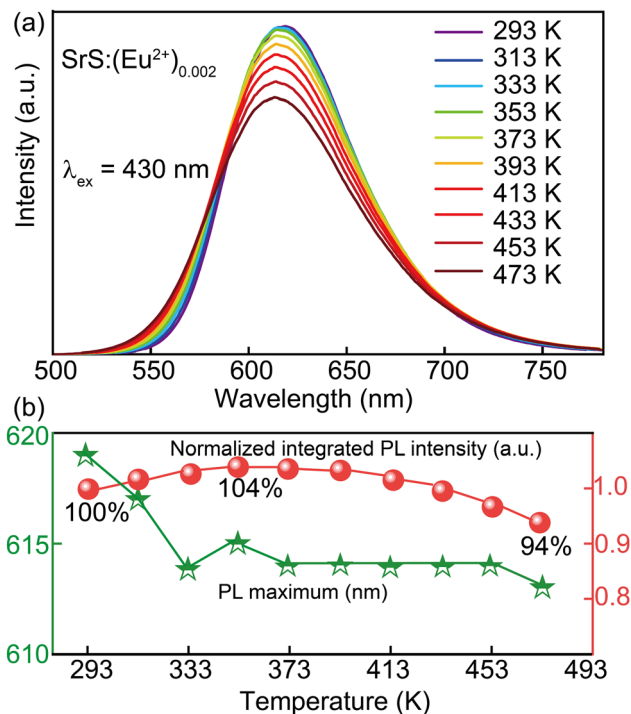 (a)
SrS:(Eu²⁺)₀.₀₀₂
λₑₓ = 430 nm
293 K
313 K
333 K
353 K
373 K
393 K
413 K
433 K
453 K
473 K
Intensity (a.u.)
500 550 600 650 700 750
Wavelength (nm)
(b)
620
614
610
Normalized integrated PL intensity (a.u.)
100%
104%
94%
PL maximum (nm)
1.0
0.9
0.8
293 333 373 413 453 493
Temperature (K)